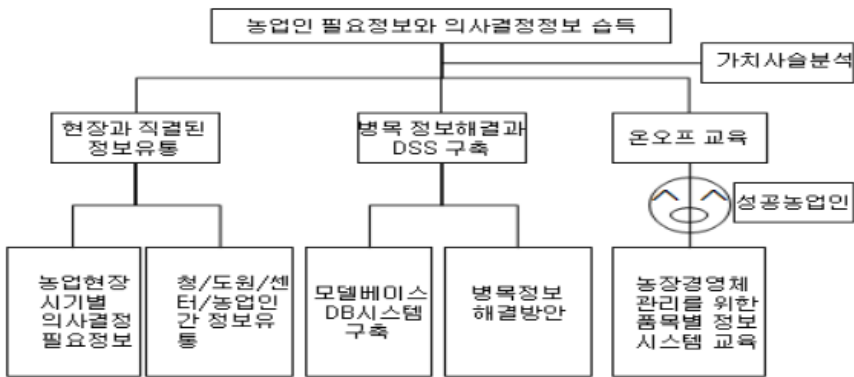 농업인 필요정보와 의사결정정보 습득
가치사슬분석
현장과 직결된
정보유통
병목 정보해결과
DSS 구축
온오프 교육
성공농업인
농업현장
시기별
의사결정
필요정보
청/도원/센
터/농업인
간 정보유
통
모델베이스
DB시스템
구축
병목정보
해결방안
농장경영체
관리를 위한
품목별 정보
시스템 교육